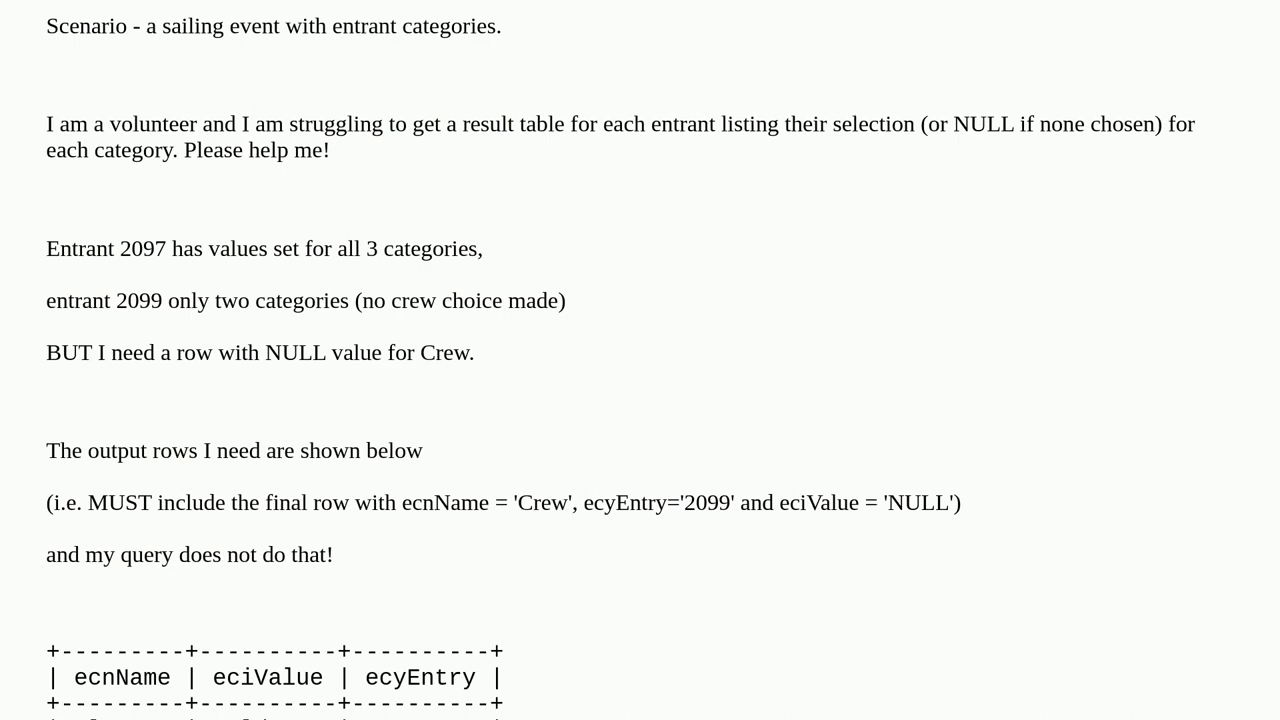 Scenario - a sailing event with entrant categories.
I am a volunteer and I am struggling to get a result table for each entrant listing their selection (or NULL if none chosen) for
each category. Please help me!
Entrant 2097 has values set for all 3 categories,
entrant 2099 only two categories (no crew choice made)
BUT I need a row with NULL value for Crew.
The output rows I need are shown below
(i.e. MUST include the final row with ecnName = 'Crew', ecyEntry='2099' and eciValue = 'NULL')
and my query does not do that!
+---------+----------+----------+
| ecnName | eciValue | ecyEntry |
+---------+----------+----------+